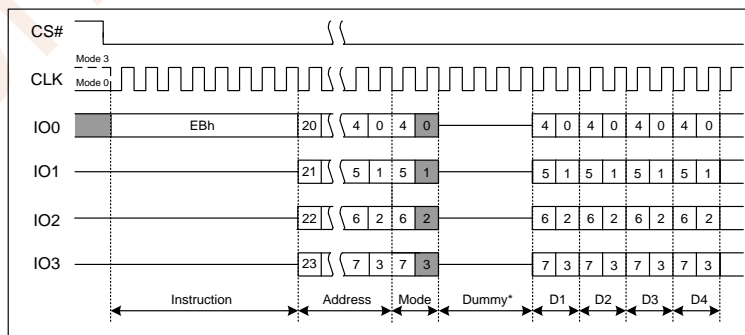 CS#
Mode 3
CLK
Mode 0
IO0 EBh 20 4 0 4 0 4 0 4 0 4 0 4 0
IO1 21 5 1 5 1 5 1 5 1 5 1 5 1
IO2 22 6 2 6 2 6 2 6 2 6 2 6 2
IO3 23 7 3 7 3 7 3 7 3 7 3 7 3
Instruction Address Mode Dummy* D1 D2 D3 D4